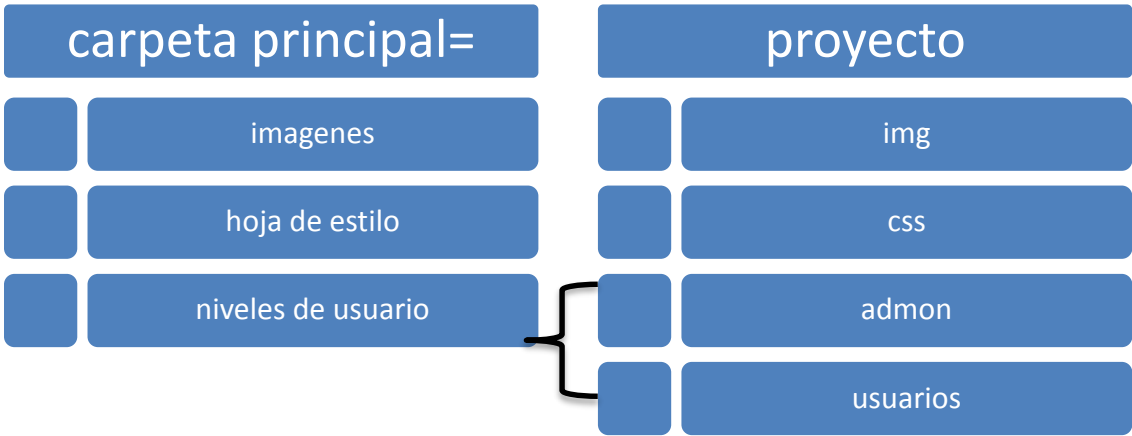 carpeta principal=
imagenes
hoja de estilo
niveles de usuario
proyecto
img
css
admon
usuarios